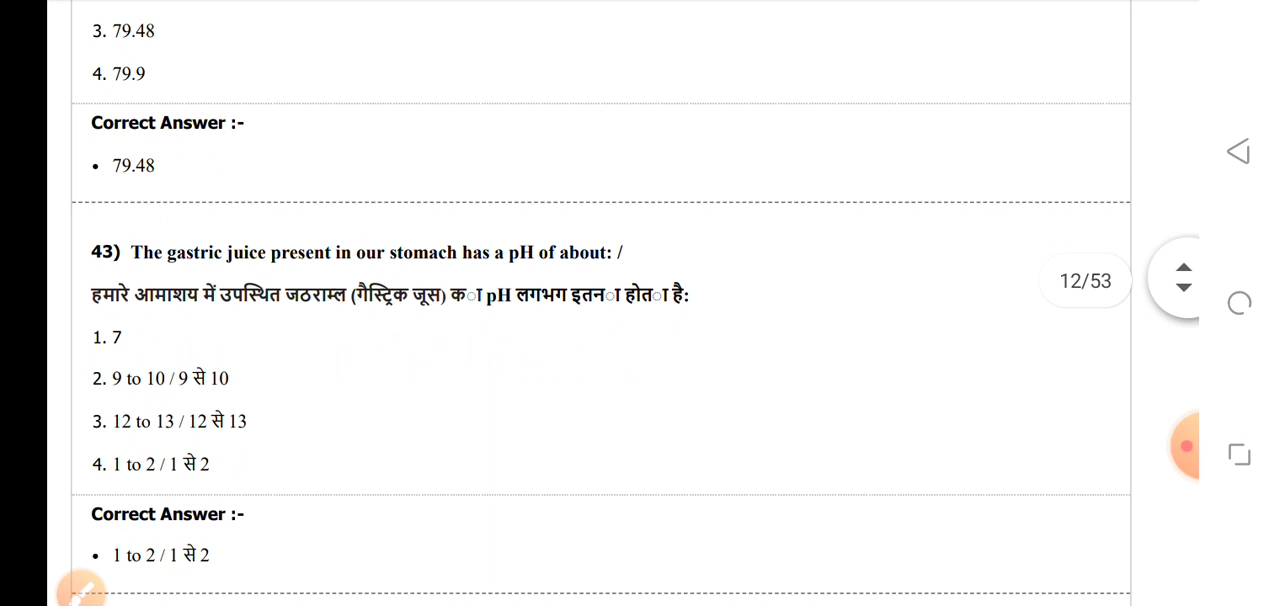 3. 79.48
4. 79.9
Correct Answer :-
• 79.48
43) The gastric juice present in our stomach has a pH of about: /
हमारे आमाशय में उपस्थित जठराम्ल (गैस्ट्रिक जूस) क◌ा pH लगभग इतन◌ा होत◌ा है:
12/53
1. 7
2. 9 to 10 / 9 से 10
3. 12 to 13 / 12 से 13
4. 1 to 2 / 1 से 2
Correct Answer :-
• 1 to 2 / 1 से 2